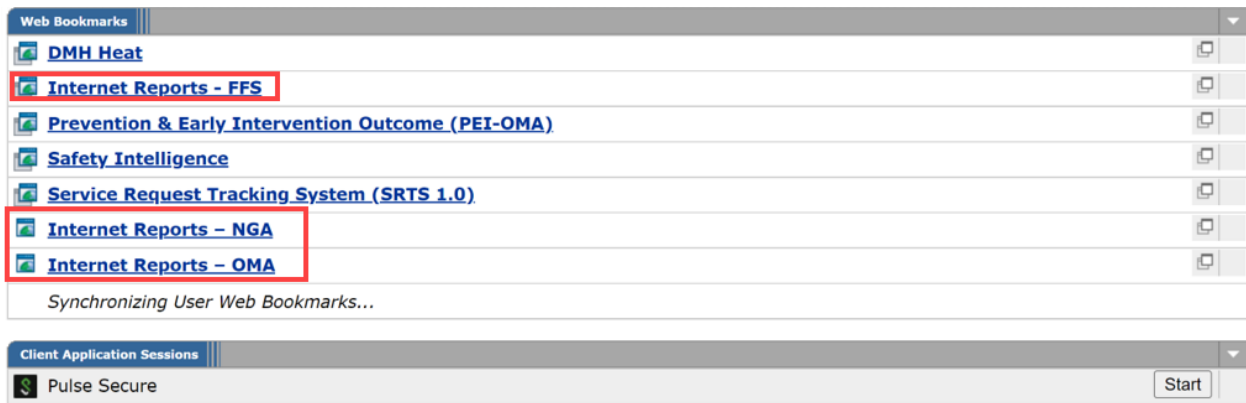 Web Bookmarks
DMH Heat
Internet Reports - FFS
Prevention & Early Intervention Outcome (PEI-OMA)
Safety Intelligence
Service Request Tracking System (SRTS 1.0)
Internet Reports – NGA
Internet Reports – OMA
Synchronizing User Web Bookmarks...
Client Application Sessions
Pulse Secure Start